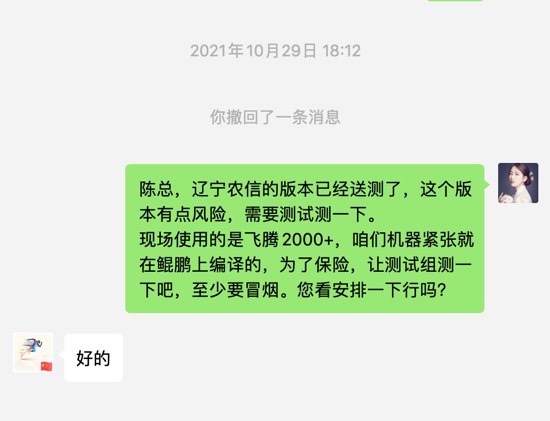 2021年10月29日 18:12
你撤回了一条消息
陈总，辽宁农信的版本已经送测了，这个版
本有点风险，需要测试测一下。
现场使用的是飞腾2000+，咱们机器紧张就
在鲲鹏上编译的，为了保险，让测试组测一
下吧，至少要冒烟。您看安排一下行吗？
好的